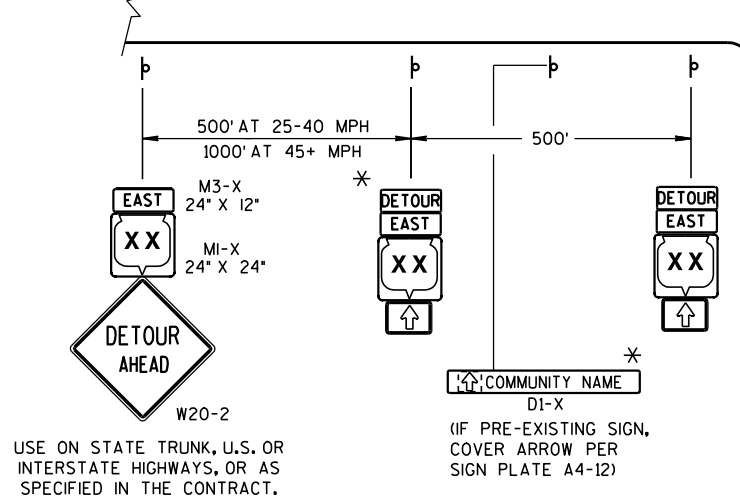 500' AT 25-40 MPH
1000' AT 45+ MPH
500'
M3-X
24" X 12"
EAST
M1-X
24" X 24"
XX
DETOUR
AHEAD
W20-2
USE ON STATE TRUNK, U.S. OR
INTERSTATE HIGHWAYS, OR AS
SPECIFIED IN THE CONTRACT.
*
DETOUR
EAST
XX
*
COMMUNITY NAME
D1-X
(IF PRE-EXISTING SIGN,
COVER ARROW PER
SIGN PLATE A4-12)
DETOUR
EAST
XX